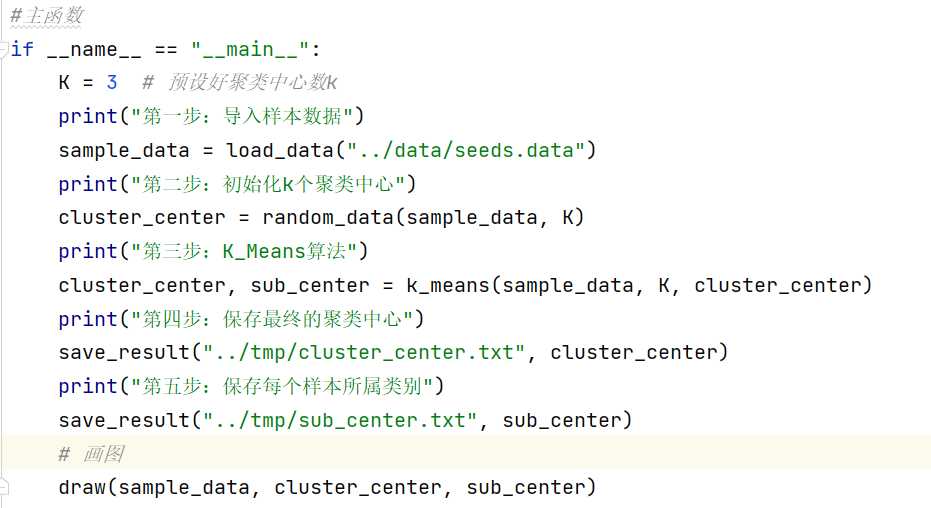 #主函数
if __name__ == "__main__":
    K = 3  # 预设好聚类中心数k
    print("第一步：导入样本数据")
    sample_data = load_data("../data/seeds.data")
    print("第二步：初始化k个聚类中心")
    cluster_center = random_data(sample_data, K)
    print("第三步：K_Means算法")
    cluster_center, sub_center = k_means(sample_data, K, cluster_center)
    print("第四步：保存最终的聚类中心")
    save_result("../tmp/cluster_center.txt", cluster_center)
    print("第五步：保存每个样本所属类别")
    save_result("../tmp/sub_center.txt", sub_center)
    # 画图
    draw(sample_data, cluster_center, sub_center)